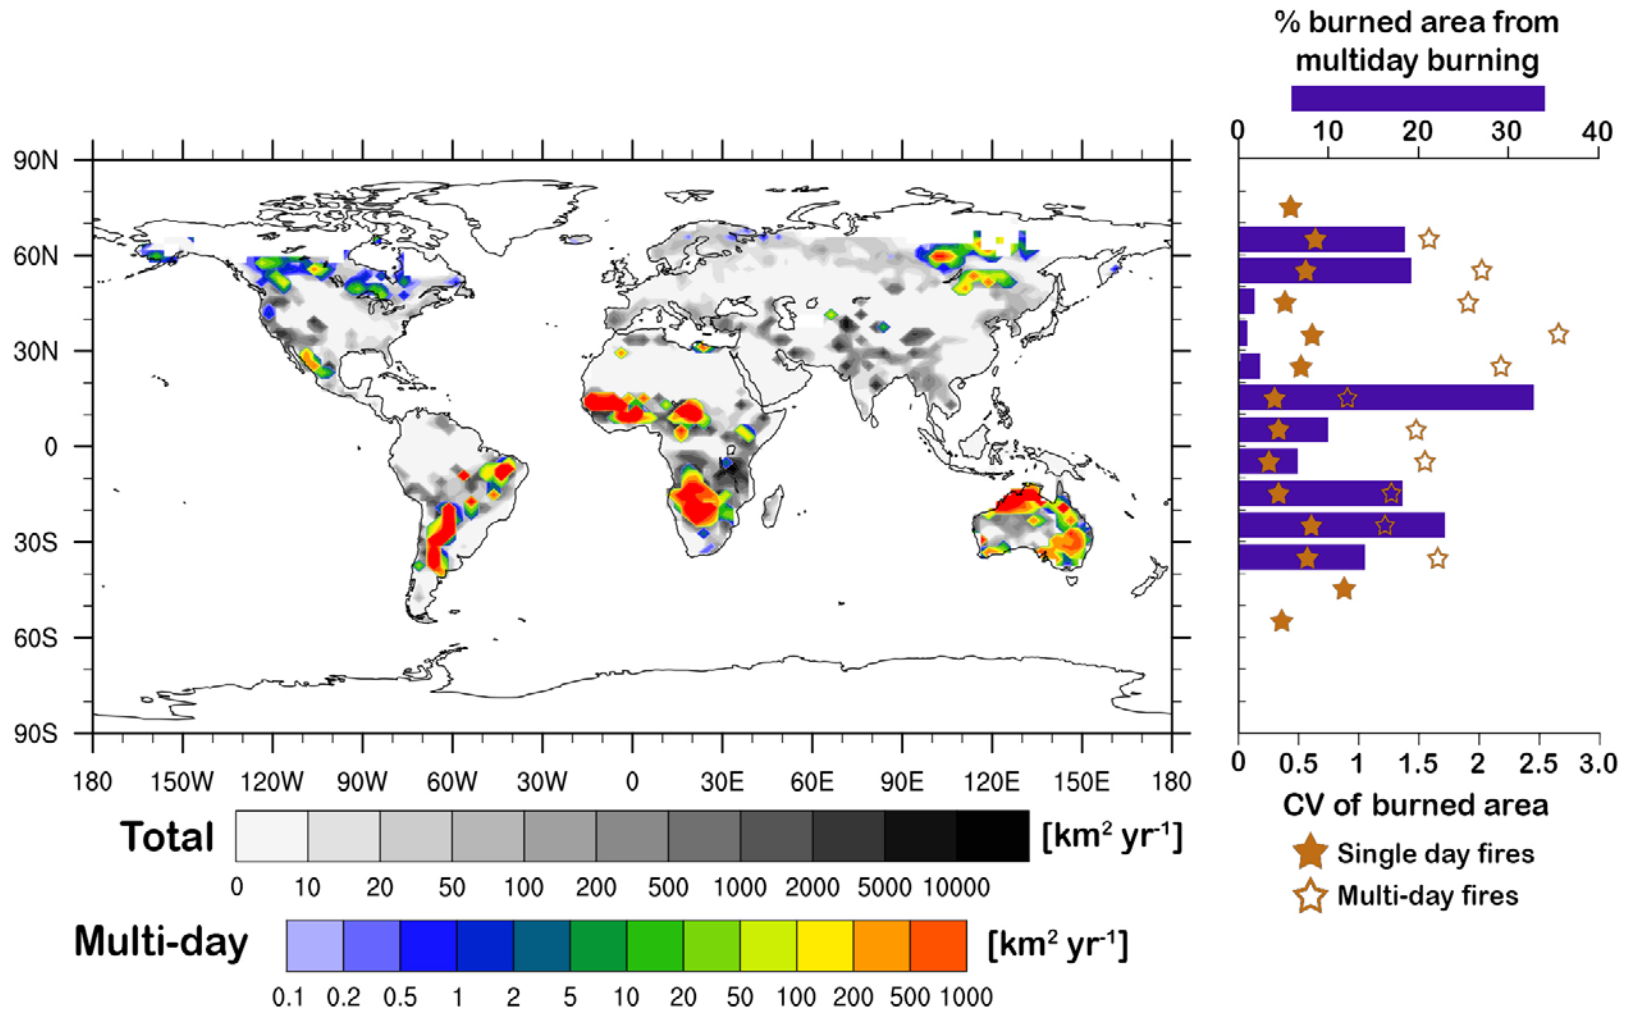 % burned area from
multiday burning
0 10 20 30 40
90N
60N
30N
0
30S
60S
90S
180 150W 120W 90W 60W 30W 0 30E 60E 90E 120E 150E 180
0 0.5 1 1.5 2 2.5 3.0
CV of burned area
Single day fires
Multi-day fires
Total [km² yr⁻¹]
0 10 20 50 100 200 500 1000 2000 5000 10000
Multi-day [km² yr⁻¹]
0.1 0.2 0.5 1 2 5 10 20 50 100 200 500 1000